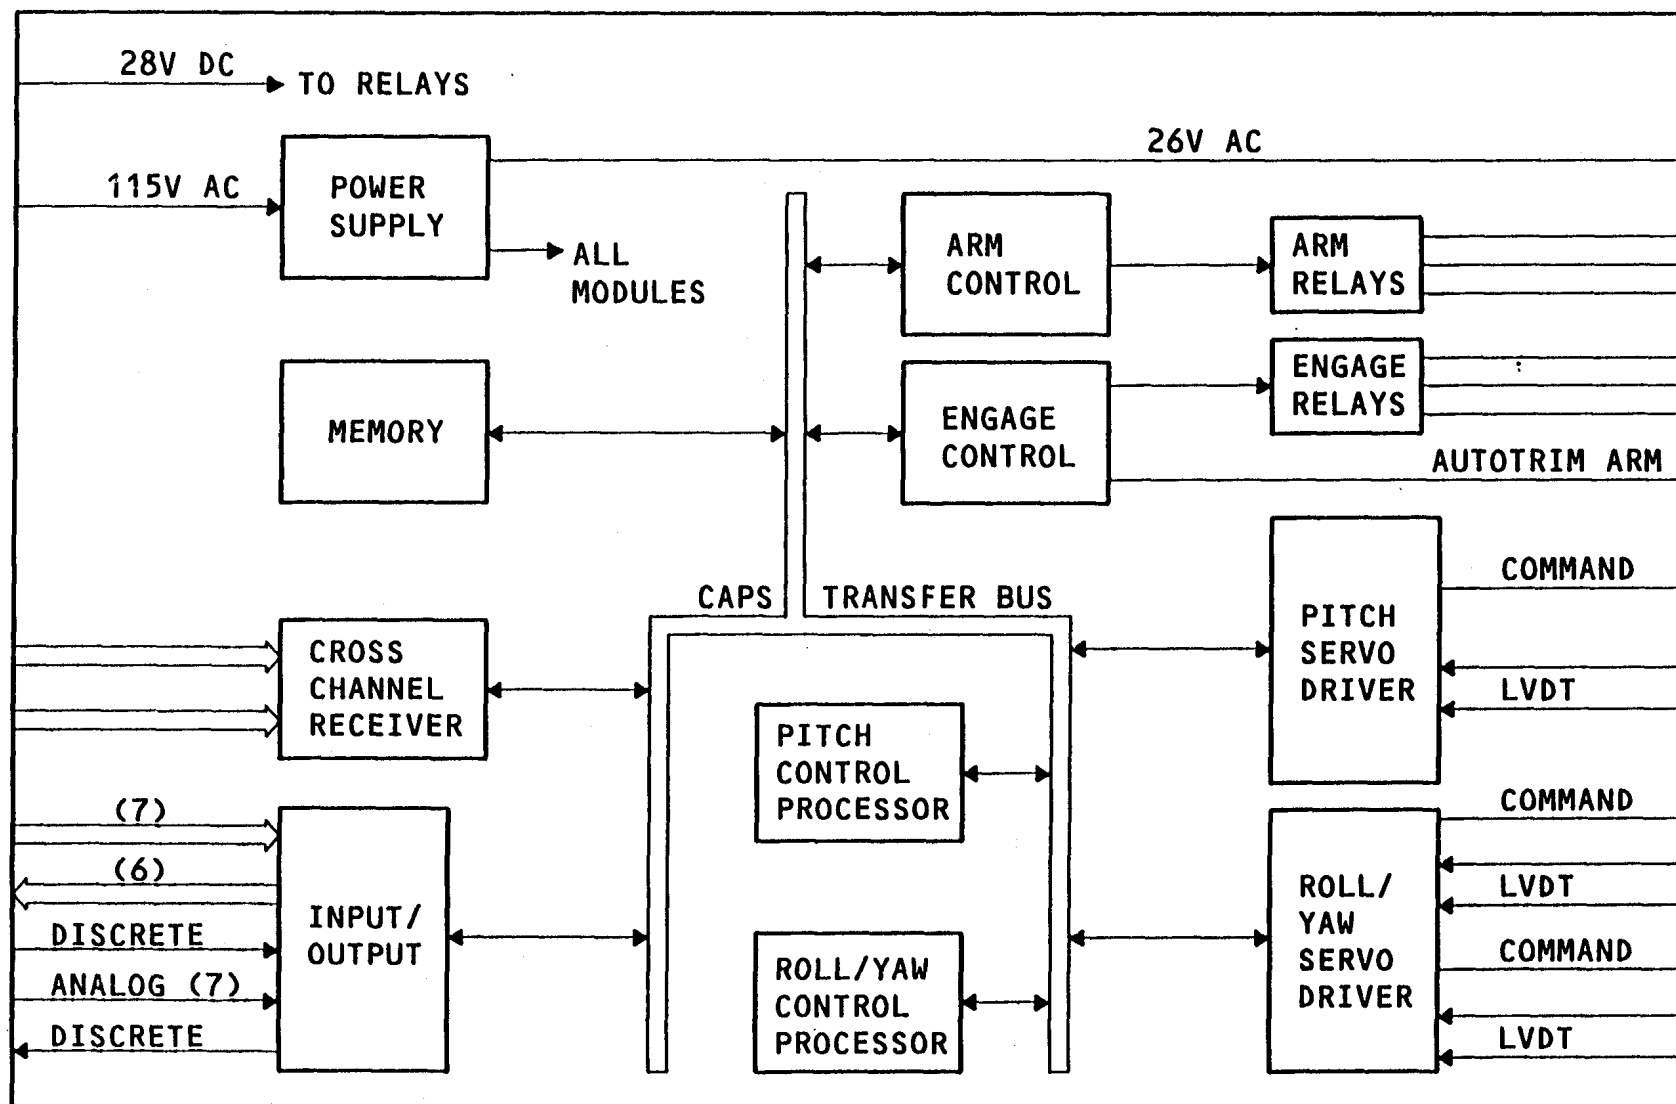 28V DC
TO RELAYS
26V AC
115V AC
POWER
SUPPLY
ALL
MODULES
ARM
CONTROL
ARM
RELAYS
MEMORY
ENGAGE
CONTROL
ENGAGE
RELAYS
AUTOTRIM ARM
CAPS TRANSFER BUS
CROSS
CHANNEL
RECEIVER
PITCH
SERVO
DRIVER
COMMAND
LVDT
PITCH
CONTROL
PROCESSOR
(7)
(6)
DISCRETE
ANALOG (7)
DISCRETE
INPUT/
OUTPUT
ROLL/YAW
CONTROL
PROCESSOR
ROLL/
YAW
SERVO
DRIVER
COMMAND
LVDT
COMMAND
LVDT